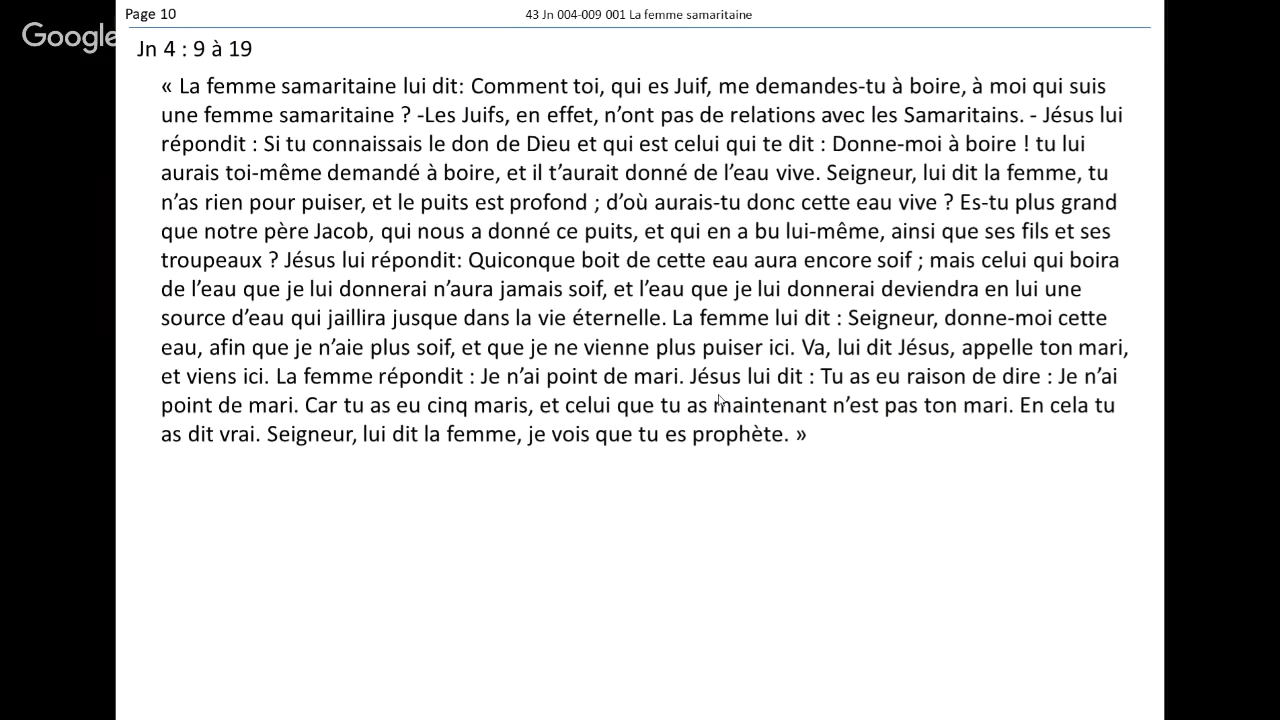 Page 10
43 Jn 004-009 001 La femme samaritaine
Google
Jn 4 : 9 à 19
« La femme samaritaine lui dit: Comment toi, qui es Juif, me demandes-tu à boire, à moi qui suis
une femme samaritaine ? -Les Juifs, en effet, n’ont pas de relations avec les Samaritains. - Jésus lui
répondit : Si tu connaissais le don de Dieu et qui est celui qui te dit : Donne-moi à boire ! tu lui
aurais toi-même demandé à boire, et il t’aurait donné de l’eau vive. Seigneur, lui dit la femme, tu
n’as rien pour puiser, et le puits est profond ; d’où aurais-tu donc cette eau vive ? Es-tu plus grand
que notre père Jacob, qui nous a donné ce puits, et qui en a bu lui-même, ainsi que ses fils et ses
troupeaux ? Jésus lui répondit: Quiconque boit de cette eau aura encore soif ; mais celui qui boira
de l’eau que je lui donnerai n’aura jamais soif, et l’eau que je lui donnerai deviendra en lui une
source d’eau qui jaillira jusque dans la vie éternelle. La femme lui dit : Seigneur, donne-moi cette
eau, afin que je n’aie plus soif, et que je ne vienne plus puiser ici. Va, lui dit Jésus, appelle ton mari,
et viens ici. La femme répondit : Je n’ai point de mari. Jésus lui dit : Tu as eu raison de dire : Je n’ai
point de mari. Car tu as eu cinq maris, et celui que tu as maintenant n’est pas ton mari. En cela tu
as dit vrai. Seigneur, lui dit la femme, je vois que tu es prophète. »